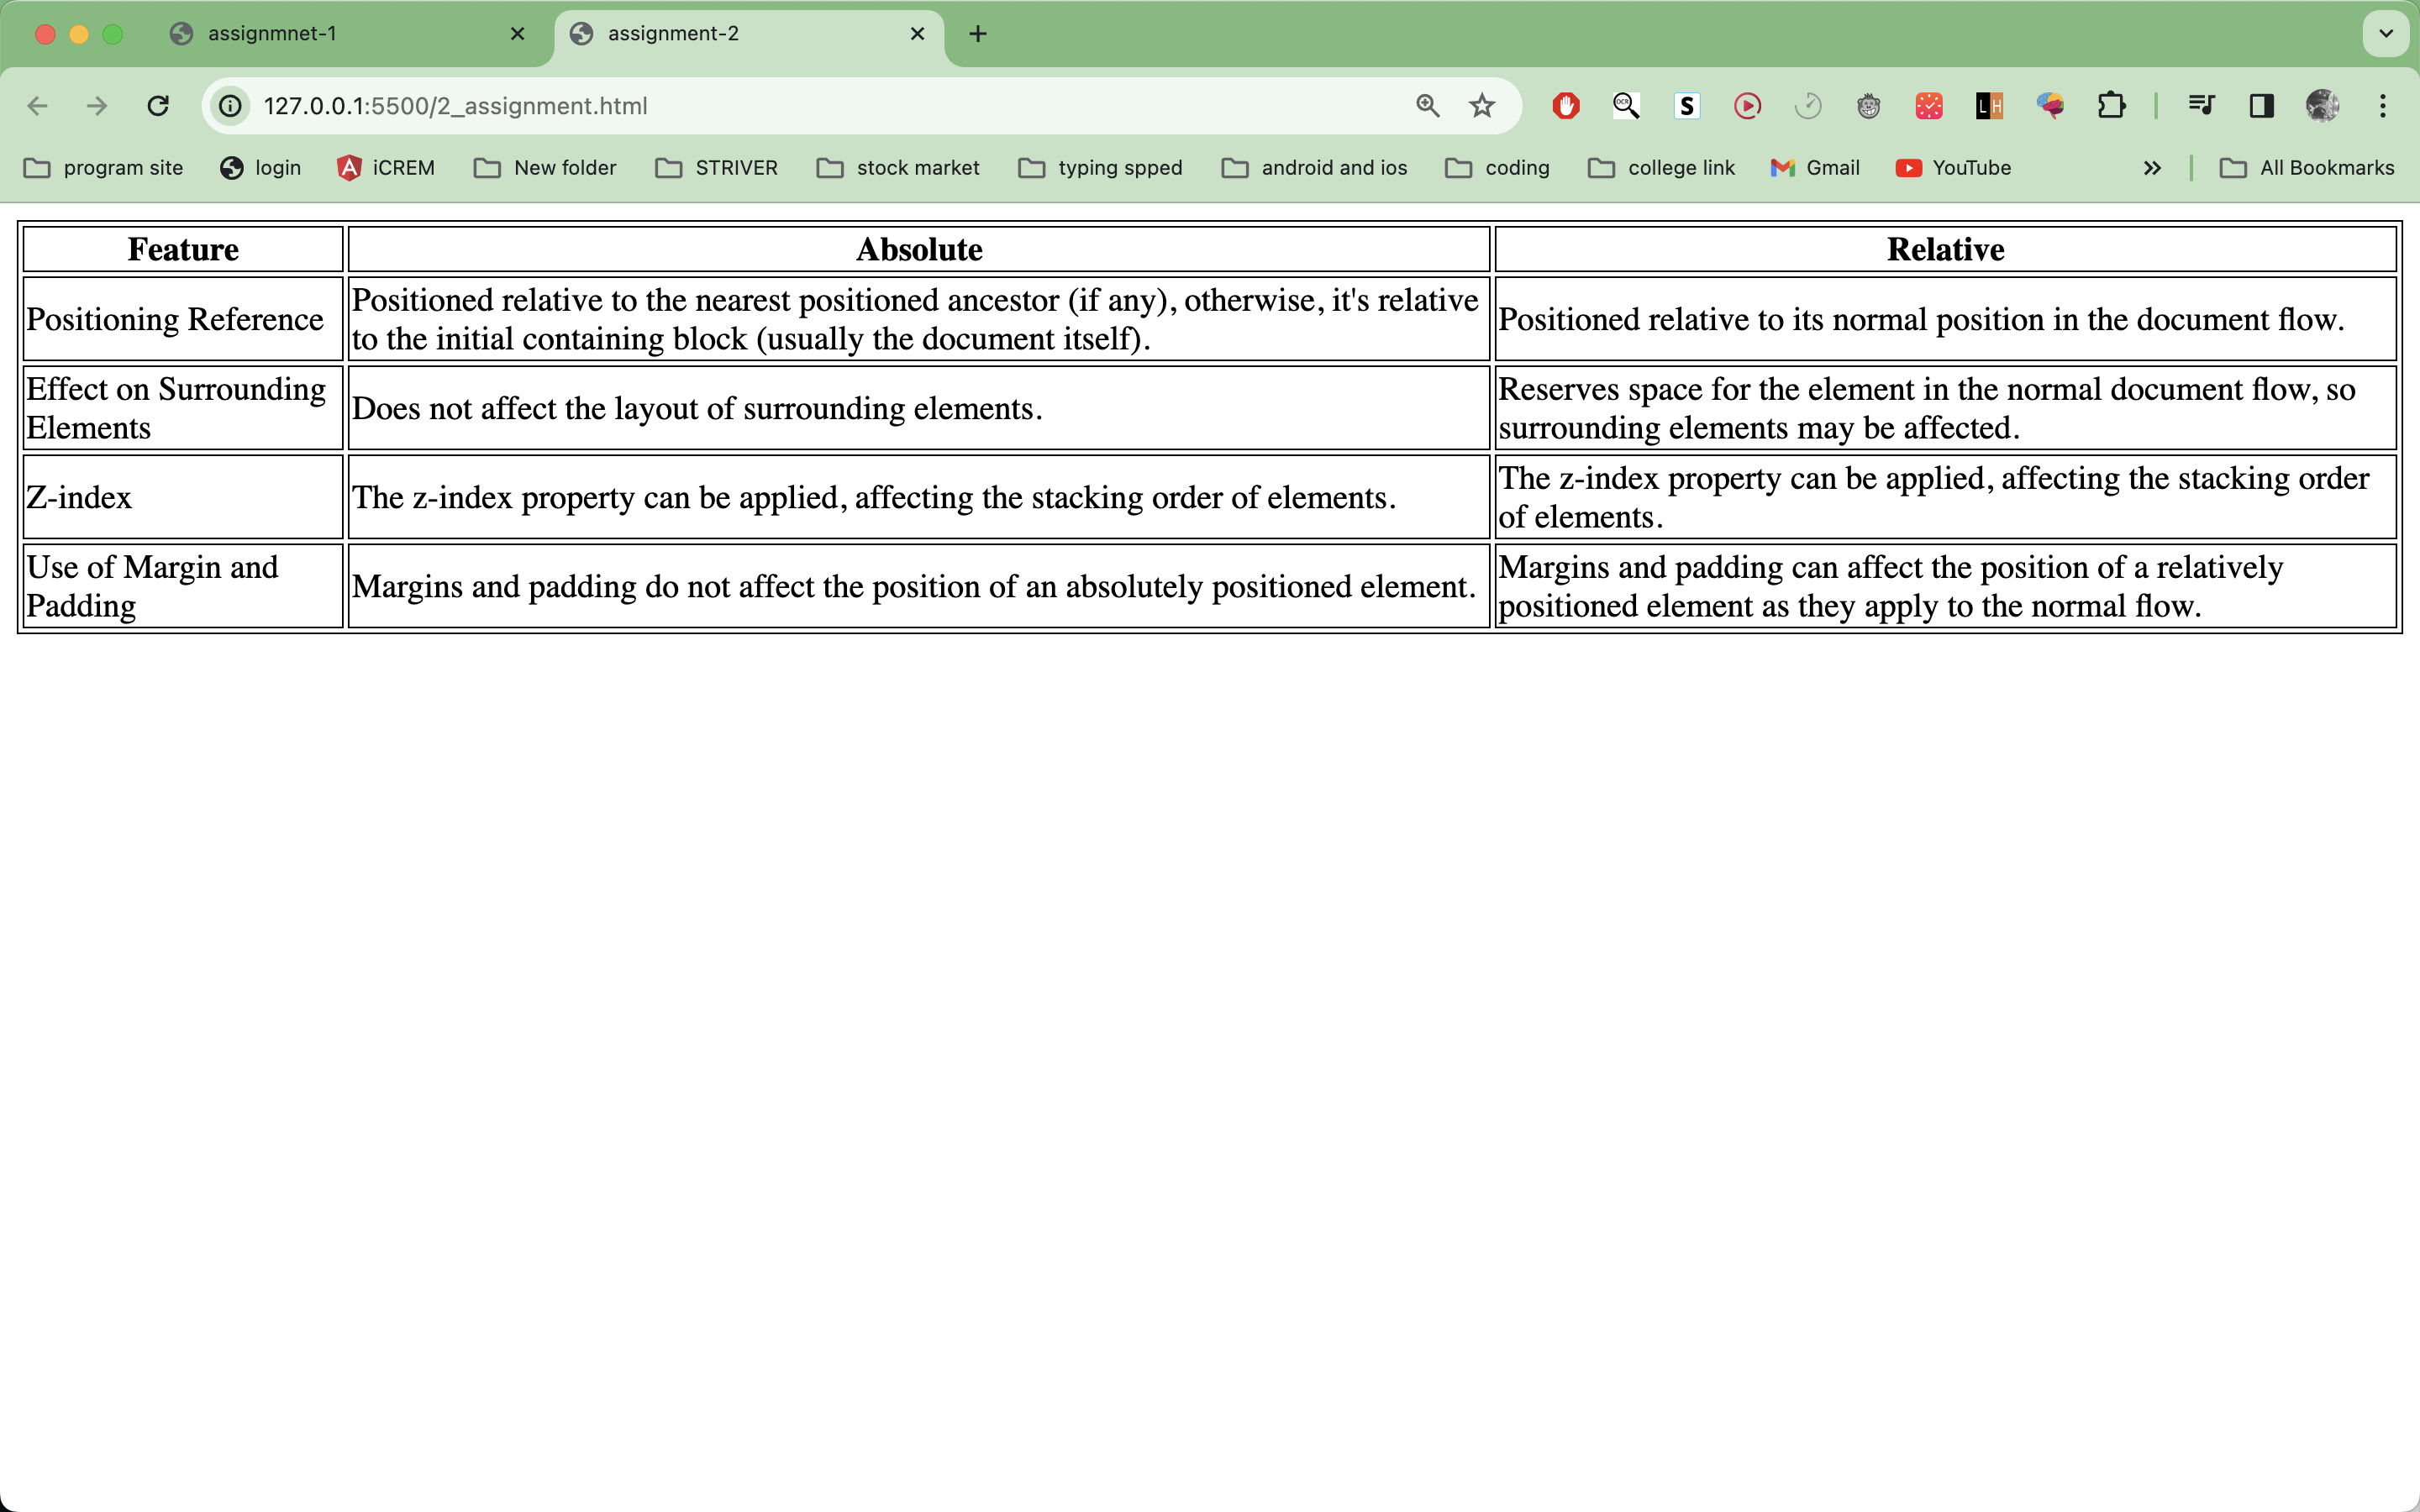 assignmnet-1
assignment-2
127.0.0.1:5500/2_assignment.html
OCR
S
LH
program site
login
A
iCREM
New folder
STRIVER
stock market
typing spped
android and ios
coding
college link
Gmail
YouTube
All Bookmarks
Feature
Absolute
Relative
Positioning Reference
Positioned relative to the nearest positioned ancestor (if any), otherwise, it's relative
to the initial containing block (usually the document itself).
Positioned relative to its normal position in the document flow.
Effect on Surrounding
Elements
Does not affect the layout of surrounding elements.
Reserves space for the element in the normal document flow, so
surrounding elements may be affected.
Z-index
The z-index property can be applied, affecting the stacking order of elements.
The z-index property can be applied, affecting the stacking order
of elements.
Use of Margin and
Padding
Margins and padding do not affect the position of an absolutely positioned element.
Margins and padding can affect the position of a relatively
positioned element as they apply to the normal flow.